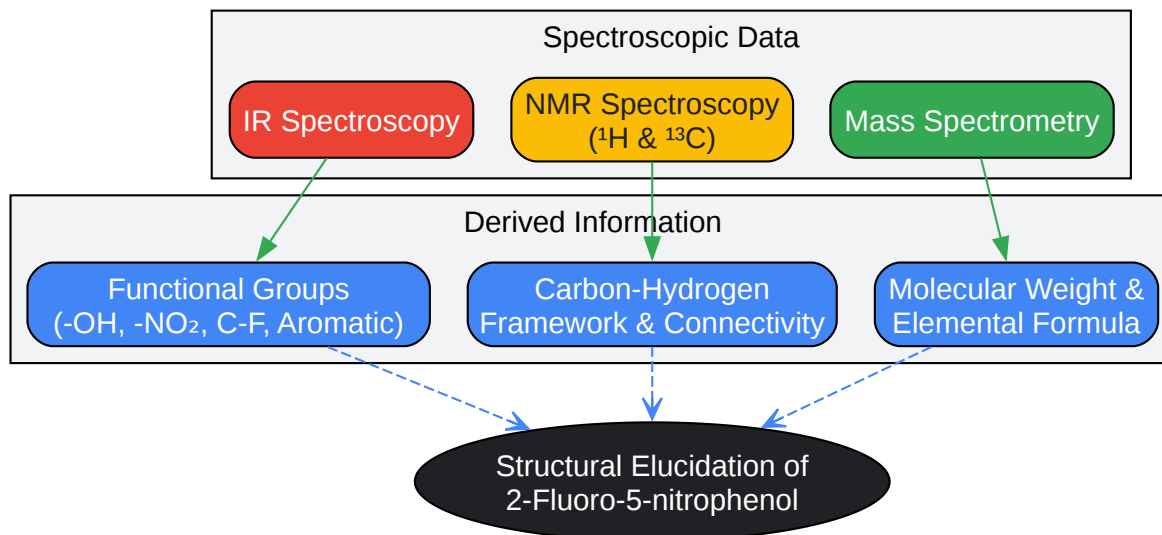 Spectroscopic Data
IR Spectroscopy
NMR Spectroscopy
(¹H & ¹³C)
Mass Spectrometry
Derived Information
Functional Groups
(-OH, -NO₂, C-F, Aromatic)
Carbon-Hydrogen
Framework & Connectivity
Molecular Weight &
Elemental Formula
Structural Elucidation of
2-Fluoro-5-nitrophenol